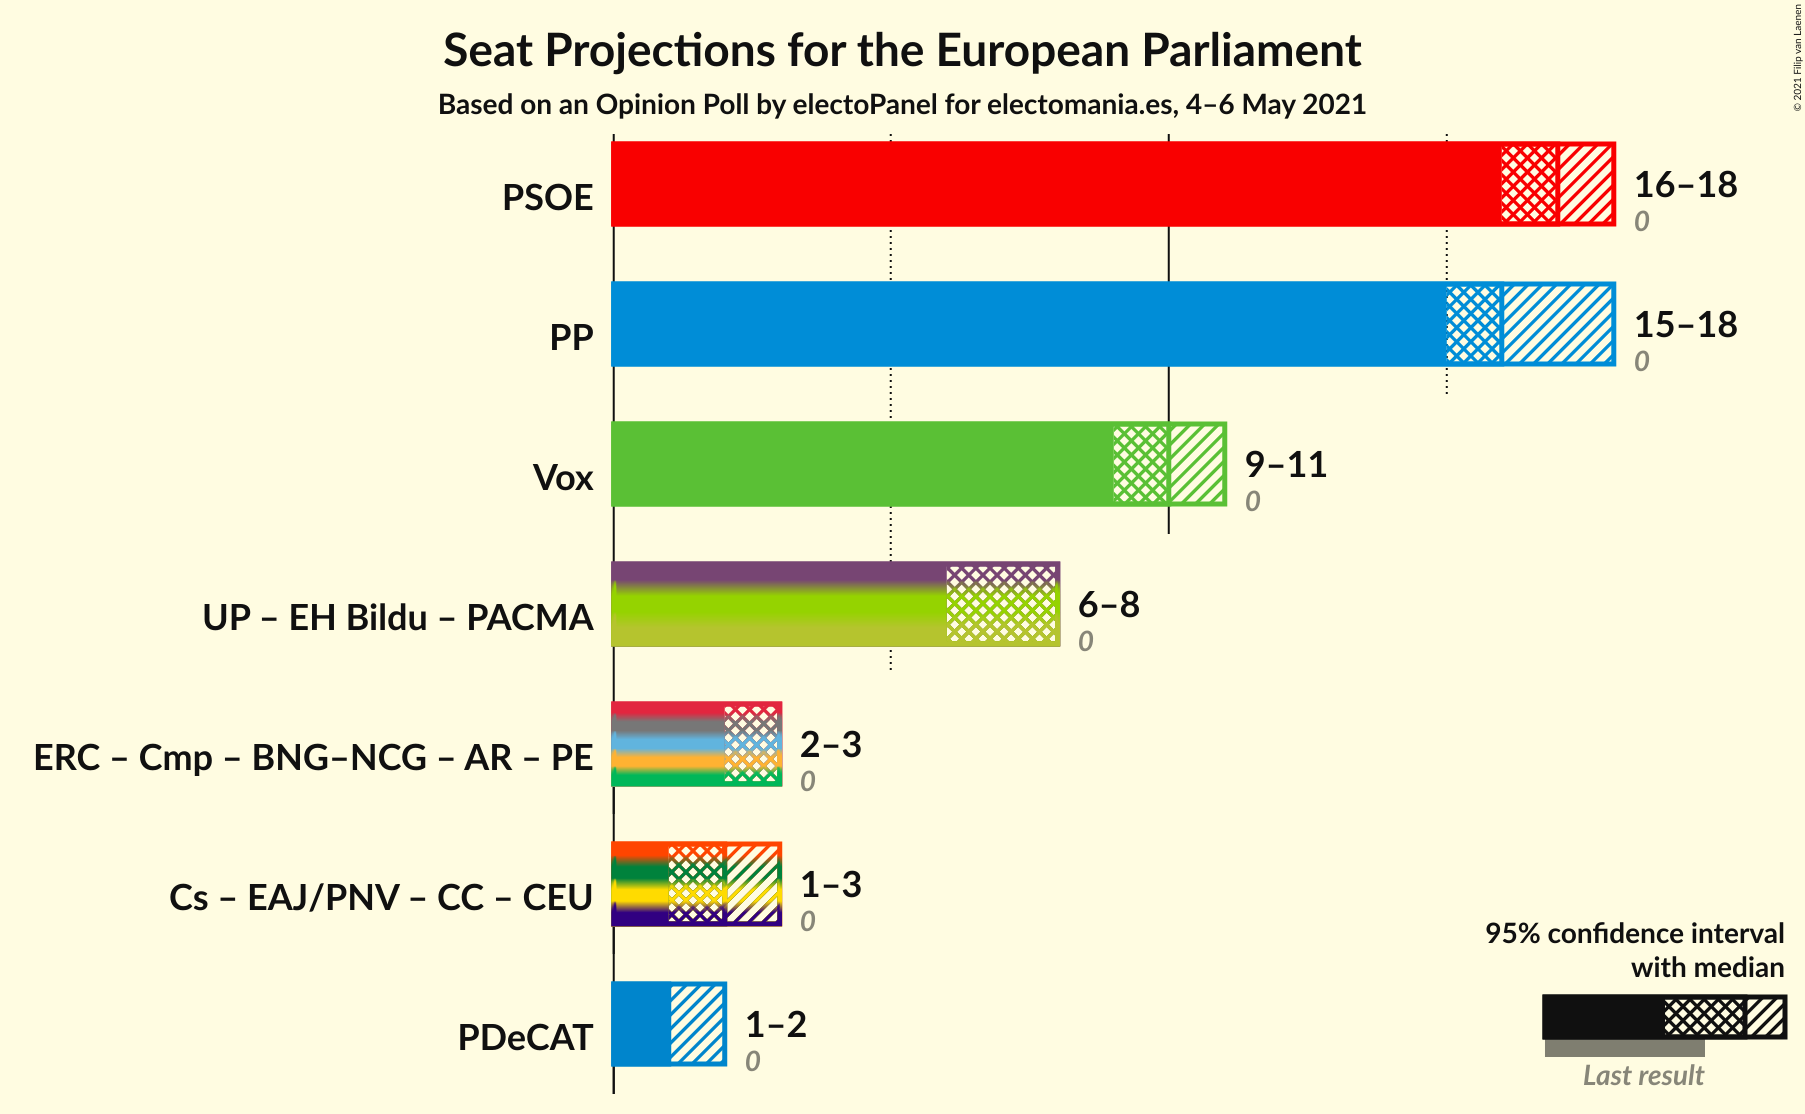 Seat Projections for the European Parliament
Based on an Opinion Poll by electoPanel for electomania.es, 4–6 May 2021
© 2021 Filip van Laenen
PSOE
16–18
0
PP
15–18
0
Vox
9–11
0
UP – EH Bildu – PACMA
6–8
0
ERC – Cmp – BNG–NCG – AR – PE
2–3
0
Cs – EAJ/PNV – CC – CEU
1–3
0
PDeCAT
1–2
0
95% confidence interval
with median
Last result